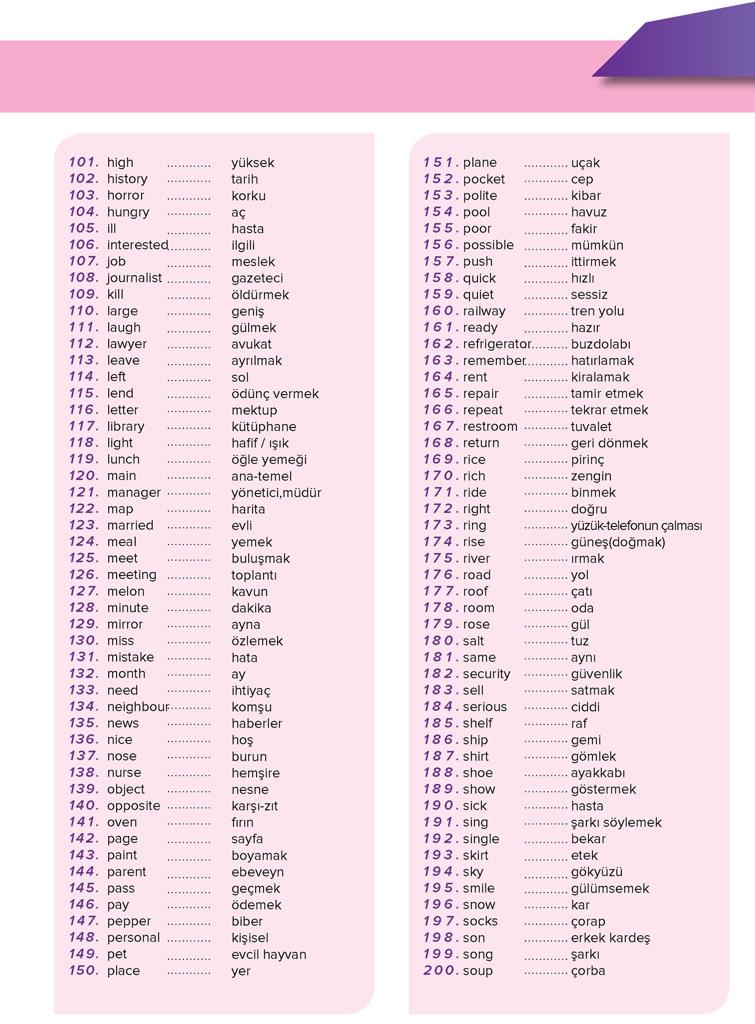 101. high ............ yüksek
102. history ............ tarih
103. horror ............ korku
104. hungry ............ aç
105. ill ............ hasta
106. interested............ ilgili
107. job ............ meslek
108. journalist ............ gazeteci
109. kill ............ öldürmek
110. large ............ geniş
111. laugh ............ gülmek
112. lawyer ............ avukat
113. leave ............ ayrılmak
114. left ............ sol
115. lend ............ ödünç vermek
116. letter ............ mektup
117. library ............ kütüphane
118. light ............ hafif / ışık
119. lunch ............ öğle yemeği
120. main ............ ana-temel
121. manager ............ yönetici,müdür
122. map ............ harita
123. married ............ evli
124. meal ............ yemek
125. meet ............ buluşmak
126. meeting ............ toplantı
127. melon ............ kavun
128. minute ............ dakika
129. mirror ............ ayna
130. miss ............ özlemek
131. mistake ............ hata
132. month ............ ay
133. need ............ ihtiyaç
134. neighbour............ komşu
135. news ............ haberler
136. nice ............ hoş
137. nose ............ burun
138. nurse ............ hemşire
139. object ............ nesne
140. opposite ............ karşı-zıt
141. oven ............ fırın
142. page ............ sayfa
143. paint ............ boyamak
144. parent ............ ebeveyn
145. pass ............ geçmek
146. pay ............ ödemek
147. pepper ............ biber
148. personal ............ kişisel
149. pet ............ evcil hayvan
150. place ............ yer
151. plane ............ uçak
152. pocket ............ cep
153. polite ............ kibar
154. pool ............ havuz
155. poor ............ fakir
156. possible ............ mümkün
157. push ............ ittirmek
158. quick ............ hızlı
159. quiet ............ sessiz
160. railway ............ tren yolu
161. ready ............ hazır
162. refrigerator.......... buzdolabı
163. remember............ hatırlamak
164. rent ............ kiralamak
165. repair ............ tamir etmek
166. repeat ............ tekrar etmek
167. restroom ............ tuvalet
168. return ............ geri dönmek
169. rice ............ pirinç
170. rich ............ zengin
171. ride ............ binmek
172. right ............ doğru
173. ring ............ yüzük-telefonun çalması
174. rise ............ güneş(doğmak)
175. river ............ ırmak
176. road ............ yol
177. roof ............ çatı
178. room ............ oda
179. rose ............ gül
180. salt ............ tuz
181. same ............ aynı
182. security ............ güvenlik
183. sell ............ satmak
184. serious ............ ciddi
185. shelf ............ raf
186. ship ............ gemi
187. shirt ............ gömlek
188. shoe ............ ayakkabı
189. show ............ göstermek
190. sick ............ hasta
191. sing ............ şarkı söylemek
192. single ............ bekar
193. skirt ............ etek
194. sky ............ gökyüzü
195. smile ............ gülümsemek
196. snow ............ kar
197. socks ............ çorap
198. son ............ erkek kardeş
199. song ............ şarkı
200. soup ............ çorba